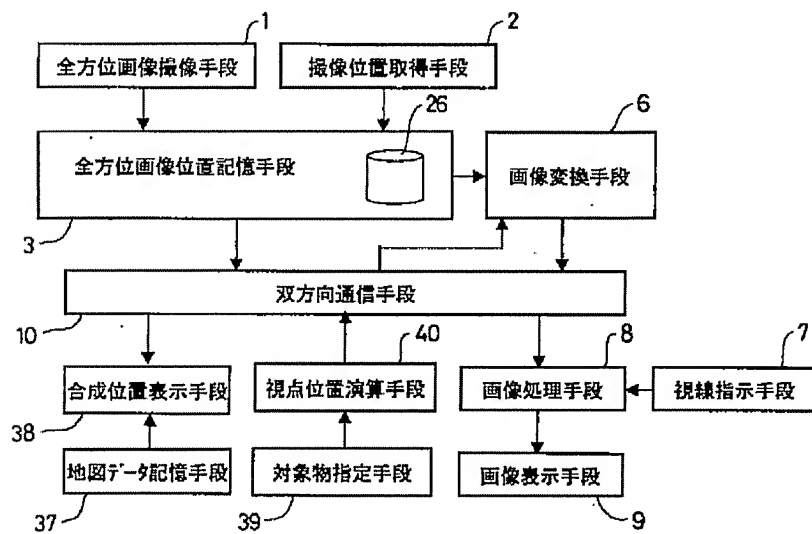 1
2
全方位画像撮像手段
撮像位置取得手段
26
6
全方位画像位置記憶手段
画像変換手段
3
双方向通信手段
10
40
8
7
合成位置表示手段
視点位置演算手段
画像処理手段
視線指示手段
38
地図データ記憶手段
対象物指定手段
画像表示手段
37
39
9